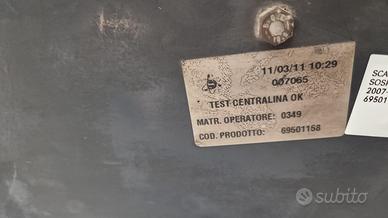 11/03/11 10:29
007065
TEST CENTRALINA OK
MATR. OPERATORE: 0349
COD. PRODOTTO: 69501158
SCA
SOSP
2007-
69501
subito